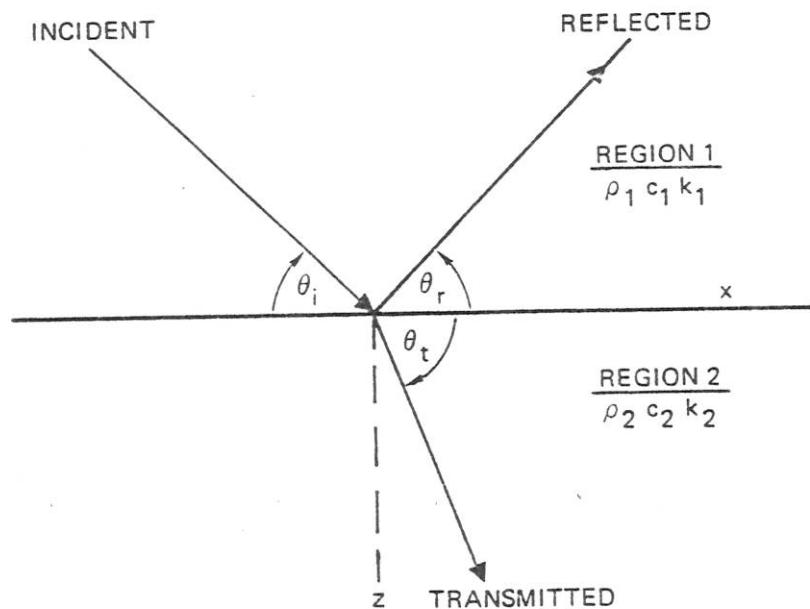 INCIDENT
REFLECTED
REGION 1
ρ₁ c₁ k₁
θᵢ
θᵣ
x
θₜ
REGION 2
ρ₂ c₂ k₂
z
TRANSMITTED